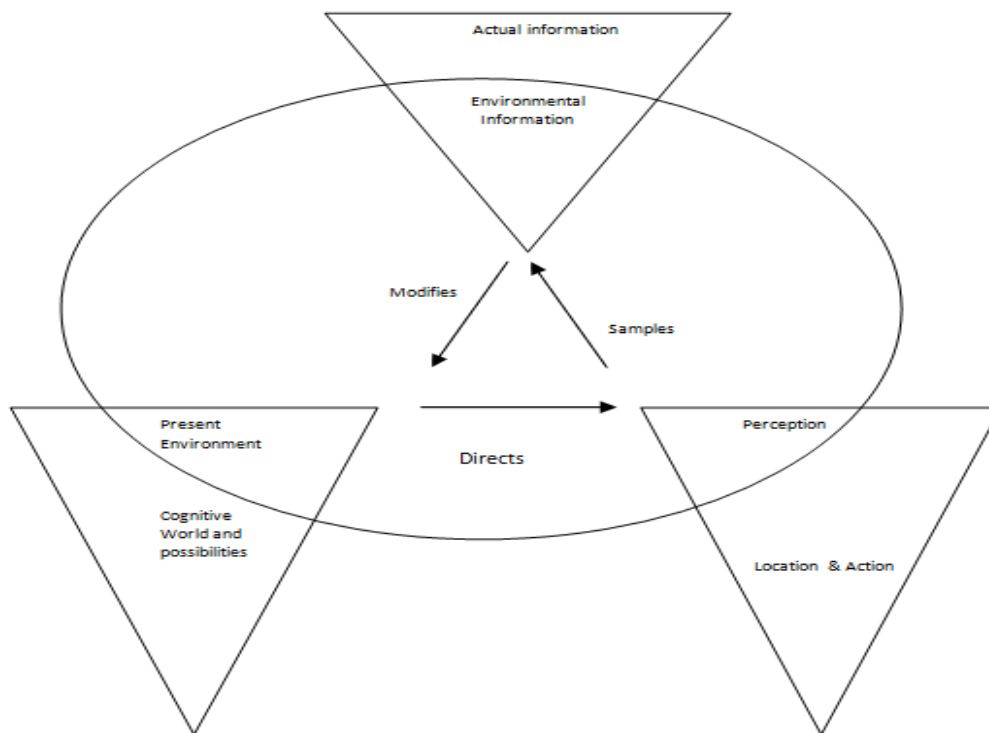 Actual information
Environmental
Information
Modifies
Samples
Present
Environment
Perception
Directs
Cognitive
World and
possibilities
Location & Action